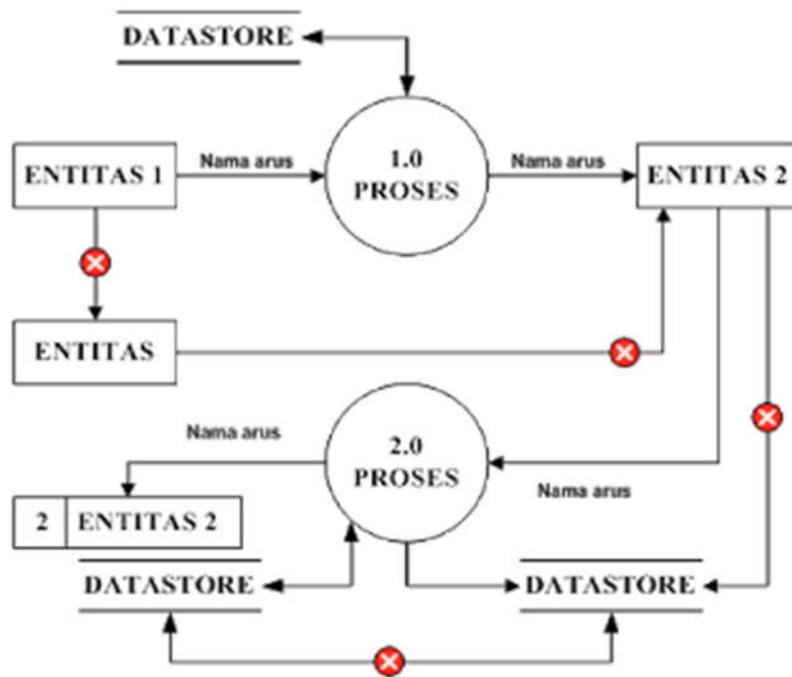 DATASTORE
Nama arus
1.0
PROSES
Nama arus
ENTITAS 1
ENTITAS 2
ENTITAS
Nama arus
2.0
PROSES
Nama arus
2 ENTITAS 2
DATASTORE
DATASTORE